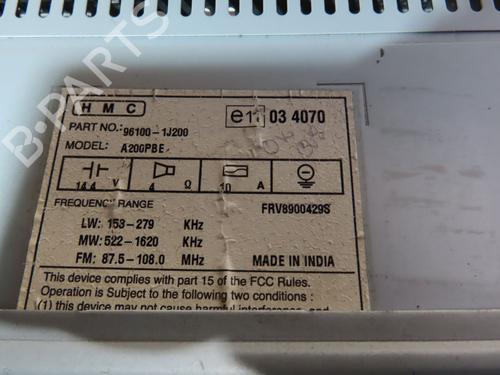 B-PARTS
HMC
e11 03 4070
PART NO.: 96100-1J200
MODEL: A200PBE
14.4 V 4 Ω 10 A
FREQUENCY RANGE FRV8900429S
LW: 153-279 KHz
MW: 522-1620 KHz
FM: 87.5-108.0 MHz MADE IN INDIA
This device complies with part 15 of the FCC Rules.
Operation is Subject to the following two conditions :
(1) this device may not cause harmful interference, and